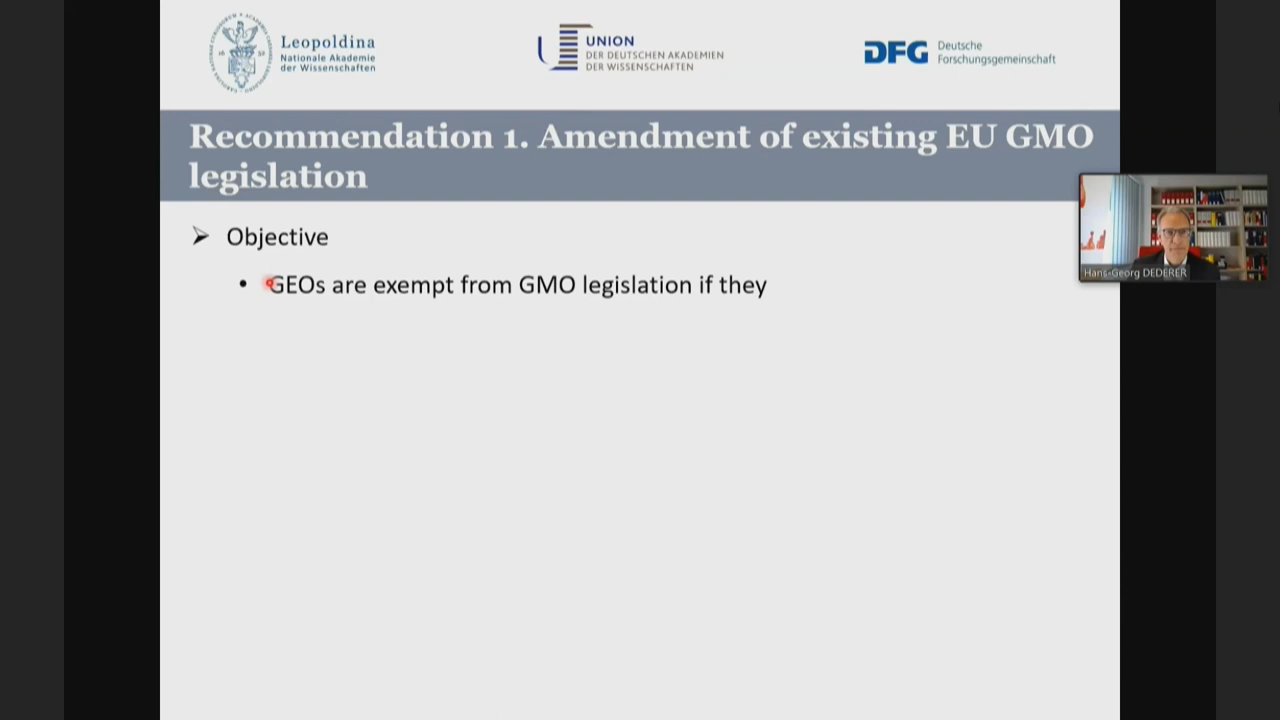 Leopoldina
Nationale Akademie
der Wissenschaften
UNION
DER DEUTSCHEN AKADEMIEN
DER WISSENSCHAFTEN
DFG
Deutsche
Forschungsgemeinschaft
Recommendation 1. Amendment of existing EU GMO
legislation
Objective
• GEOs are exempt from GMO legislation if they
Hans-Georg DEDERER